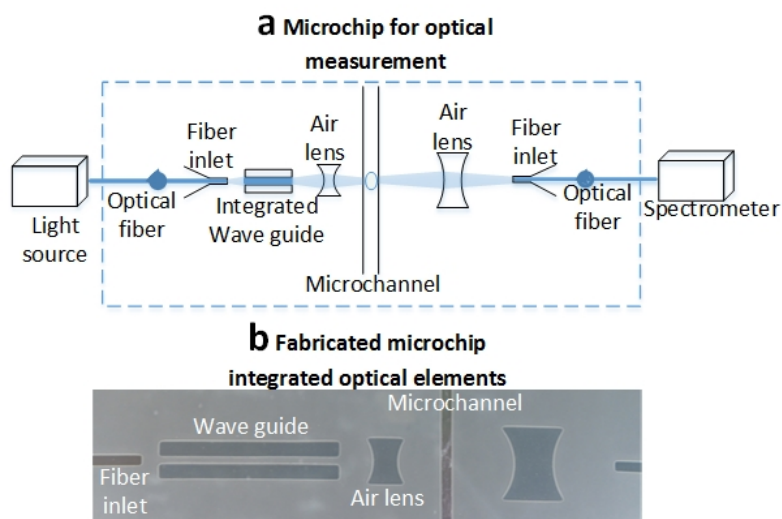 a Microchip for optical
measurement
Fiber
inlet
Air
lens
Air
lens
Fiber
inlet
Light
source
Optical
fiber
Integrated
Wave guide
Microchannel
Optical
fiber
Spectrometer
b Fabricated microchip
integrated optical elements
Microchannel
Wave guide
Fiber
inlet
Air lens